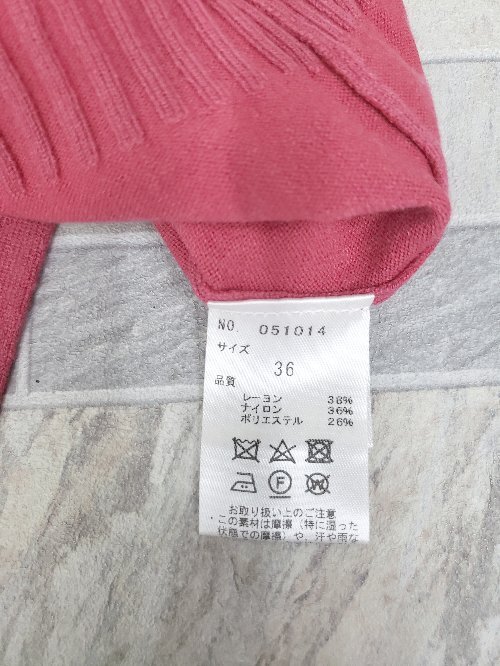 NO. 051014
サイズ
36
品質
レーヨン 38%
ナイロン 36%
ポリエステル 26%
F W
お取り扱い上のご注意
この素材は摩擦（特に湿った
状態での摩擦）や、汗や雨な